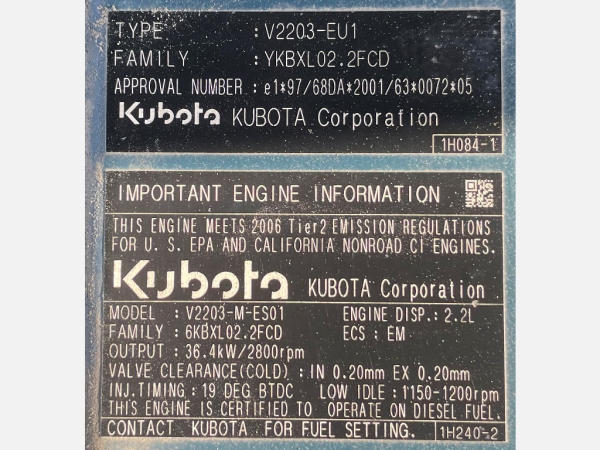 TYPE : V2203-EU1
FAMILY : YKBXL02.2FCD
APPROVAL NUMBER : e1*97/68DA*2001/63*0072*05
Kubota KUBOTA Corporation
1H084-1
IMPORTANT ENGINE INFORMATION
THIS ENGINE MEETS 2006 Tier2 EMISSION REGULATIONS
FOR U. S. EPA AND CALIFORNIA NONROAD CI ENGINES.
Kubota KUBOTA Corporation
MODEL : V2203-M-ES01 ENGINE DISP.: 2.2L
FAMILY : 6KBXL02.2FCD ECS : EM
OUTPUT : 36.4kW/2800rpm
VALVE CLEARANCE(COLD) : IN 0.20mm EX 0.20mm
INJ.TIMING : 19 DEG BTDC LOW IDLE : 1150-1200rpm
THIS ENGINE IS CERTIFIED TO OPERATE ON DIESEL FUEL.
CONTACT KUBOTA FOR FUEL SETTING. 1H240-2